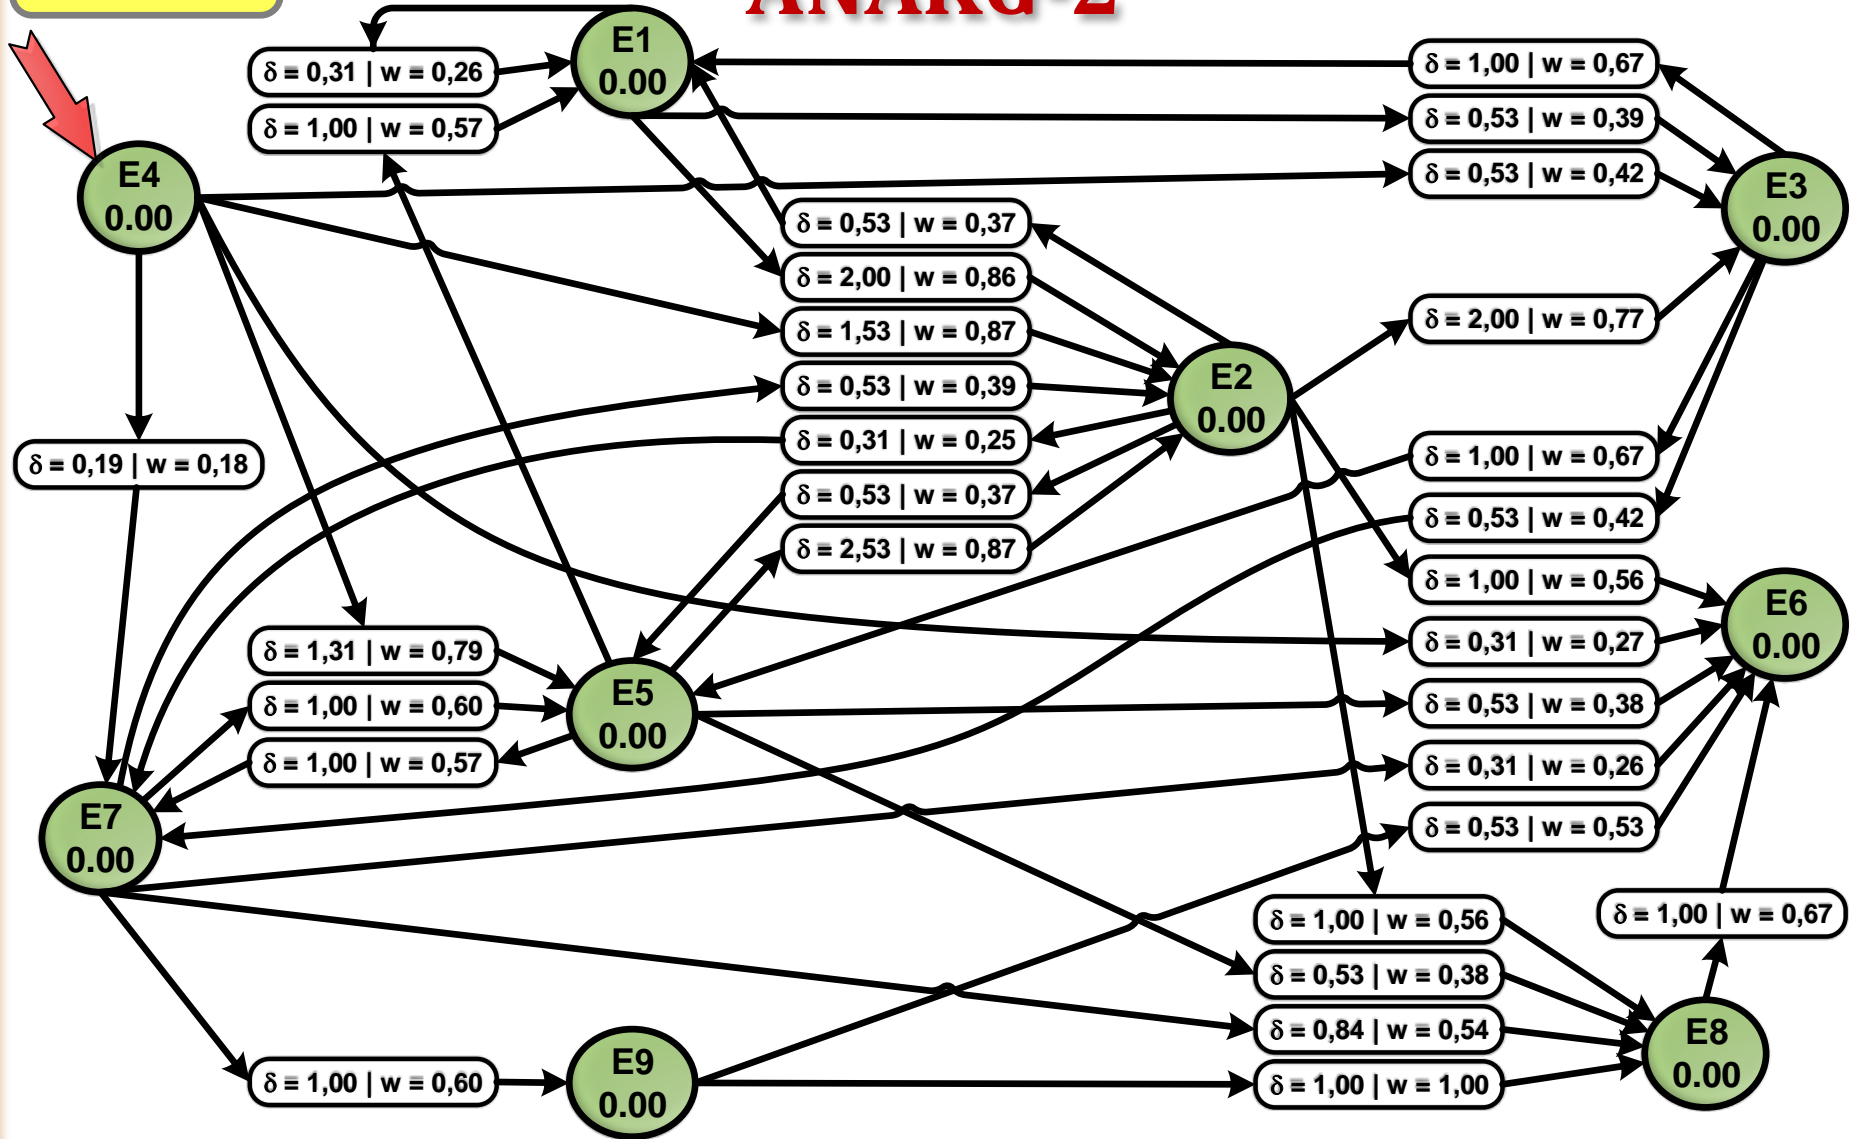 ANAKG-2
E1
0.00
δ = 0,31 | w = 0,26
δ = 1,00 | w = 0,57
δ = 1,00 | w = 0,67
δ = 0,53 | w = 0,39
δ = 0,53 | w = 0,42
E4
0.00
E3
0.00
δ = 0,53 | w = 0,37
δ = 2,00 | w = 0,86
δ = 1,53 | w = 0,87
δ = 0,53 | w = 0,39
δ = 0,31 | w = 0,25
δ = 0,53 | w = 0,37
δ = 2,53 | w = 0,87
E2
0.00
δ = 2,00 | w = 0,77
δ = 0,19 | w = 0,18
δ = 1,00 | w = 0,67
δ = 0,53 | w = 0,42
δ = 1,00 | w = 0,56
δ = 0,31 | w = 0,27
δ = 0,53 | w = 0,38
δ = 0,31 | w = 0,26
δ = 0,53 | w = 0,53
E6
0.00
δ = 1,31 | w = 0,79
δ = 1,00 | w = 0,60
δ = 1,00 | w = 0,57
E5
0.00
E7
0.00
δ = 1,00 | w = 0,56
δ = 0,53 | w = 0,38
δ = 0,84 | w = 0,54
δ = 1,00 | w = 1,00
δ = 1,00 | w = 0,67
E8
0.00
δ = 1,00 | w = 0,60
E9
0.00